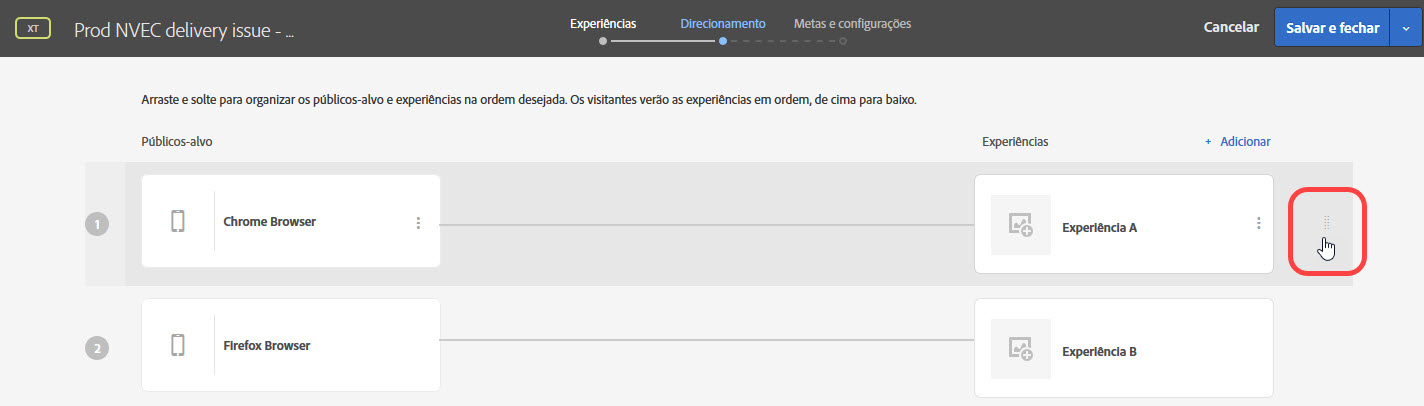 XT
Prod NVEC delivery issue - ...
Experiências
Direcionamento
Metas e configurações
Cancelar
Salvar e fechar
Arraste e solte para organizar os públicos-alvo e experiências na ordem desejada. Os visitantes verão as experiências em ordem, de cima para baixo.
Públicos-alvo
Experiências
+ Adicionar
1
Chrome Browser
Experiência A
2
Firefox Browser
Experiência B